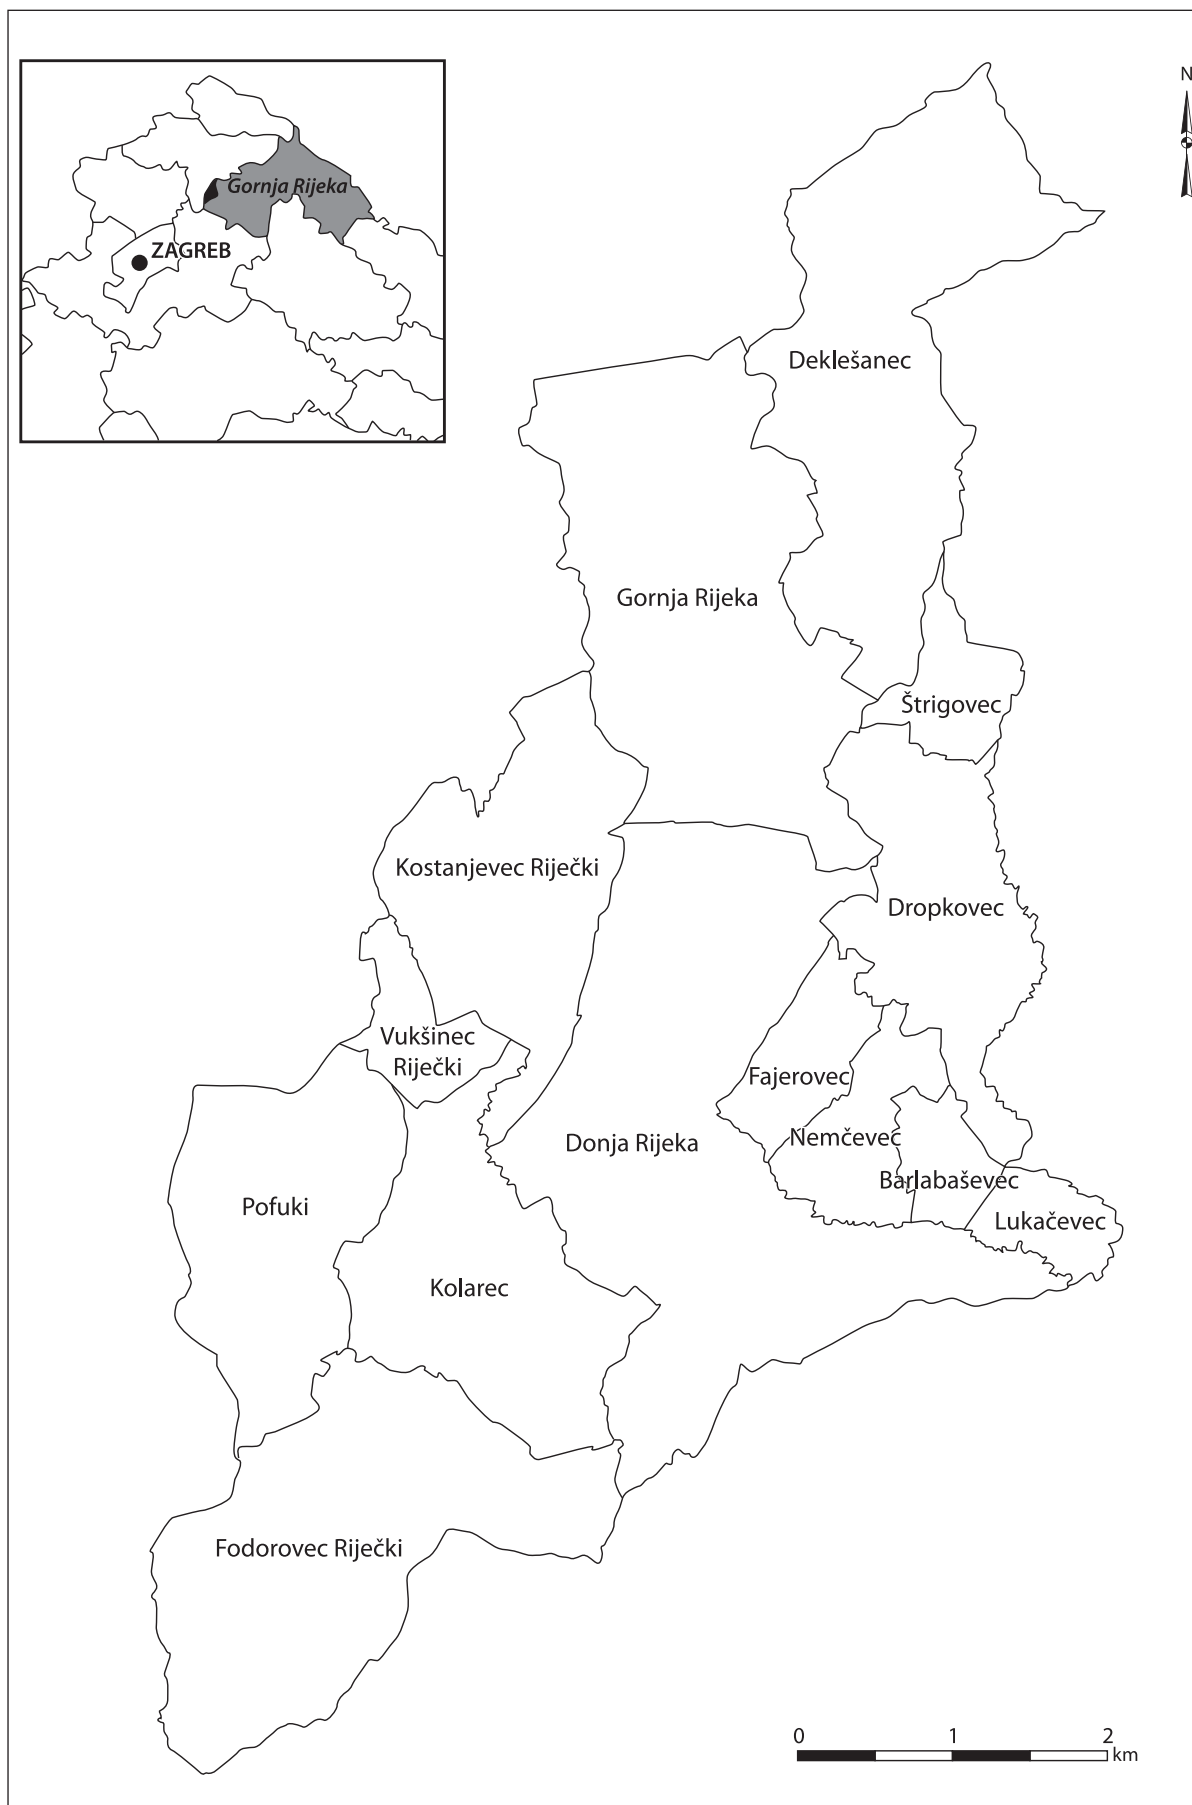 N
Gornja Rijeka
ZAGREB
Deklešanec
Gornja Rijeka
Štrigovec
Kostanjevec Riječki
Dropkovec
Vukšinec
Riječki
Fajerovec
Nemčevec
Donja Rijeka
Barlabaševec
Pofuki
Lukačevec
Kolarec
Fodorovec Riječki
0 1 2
km